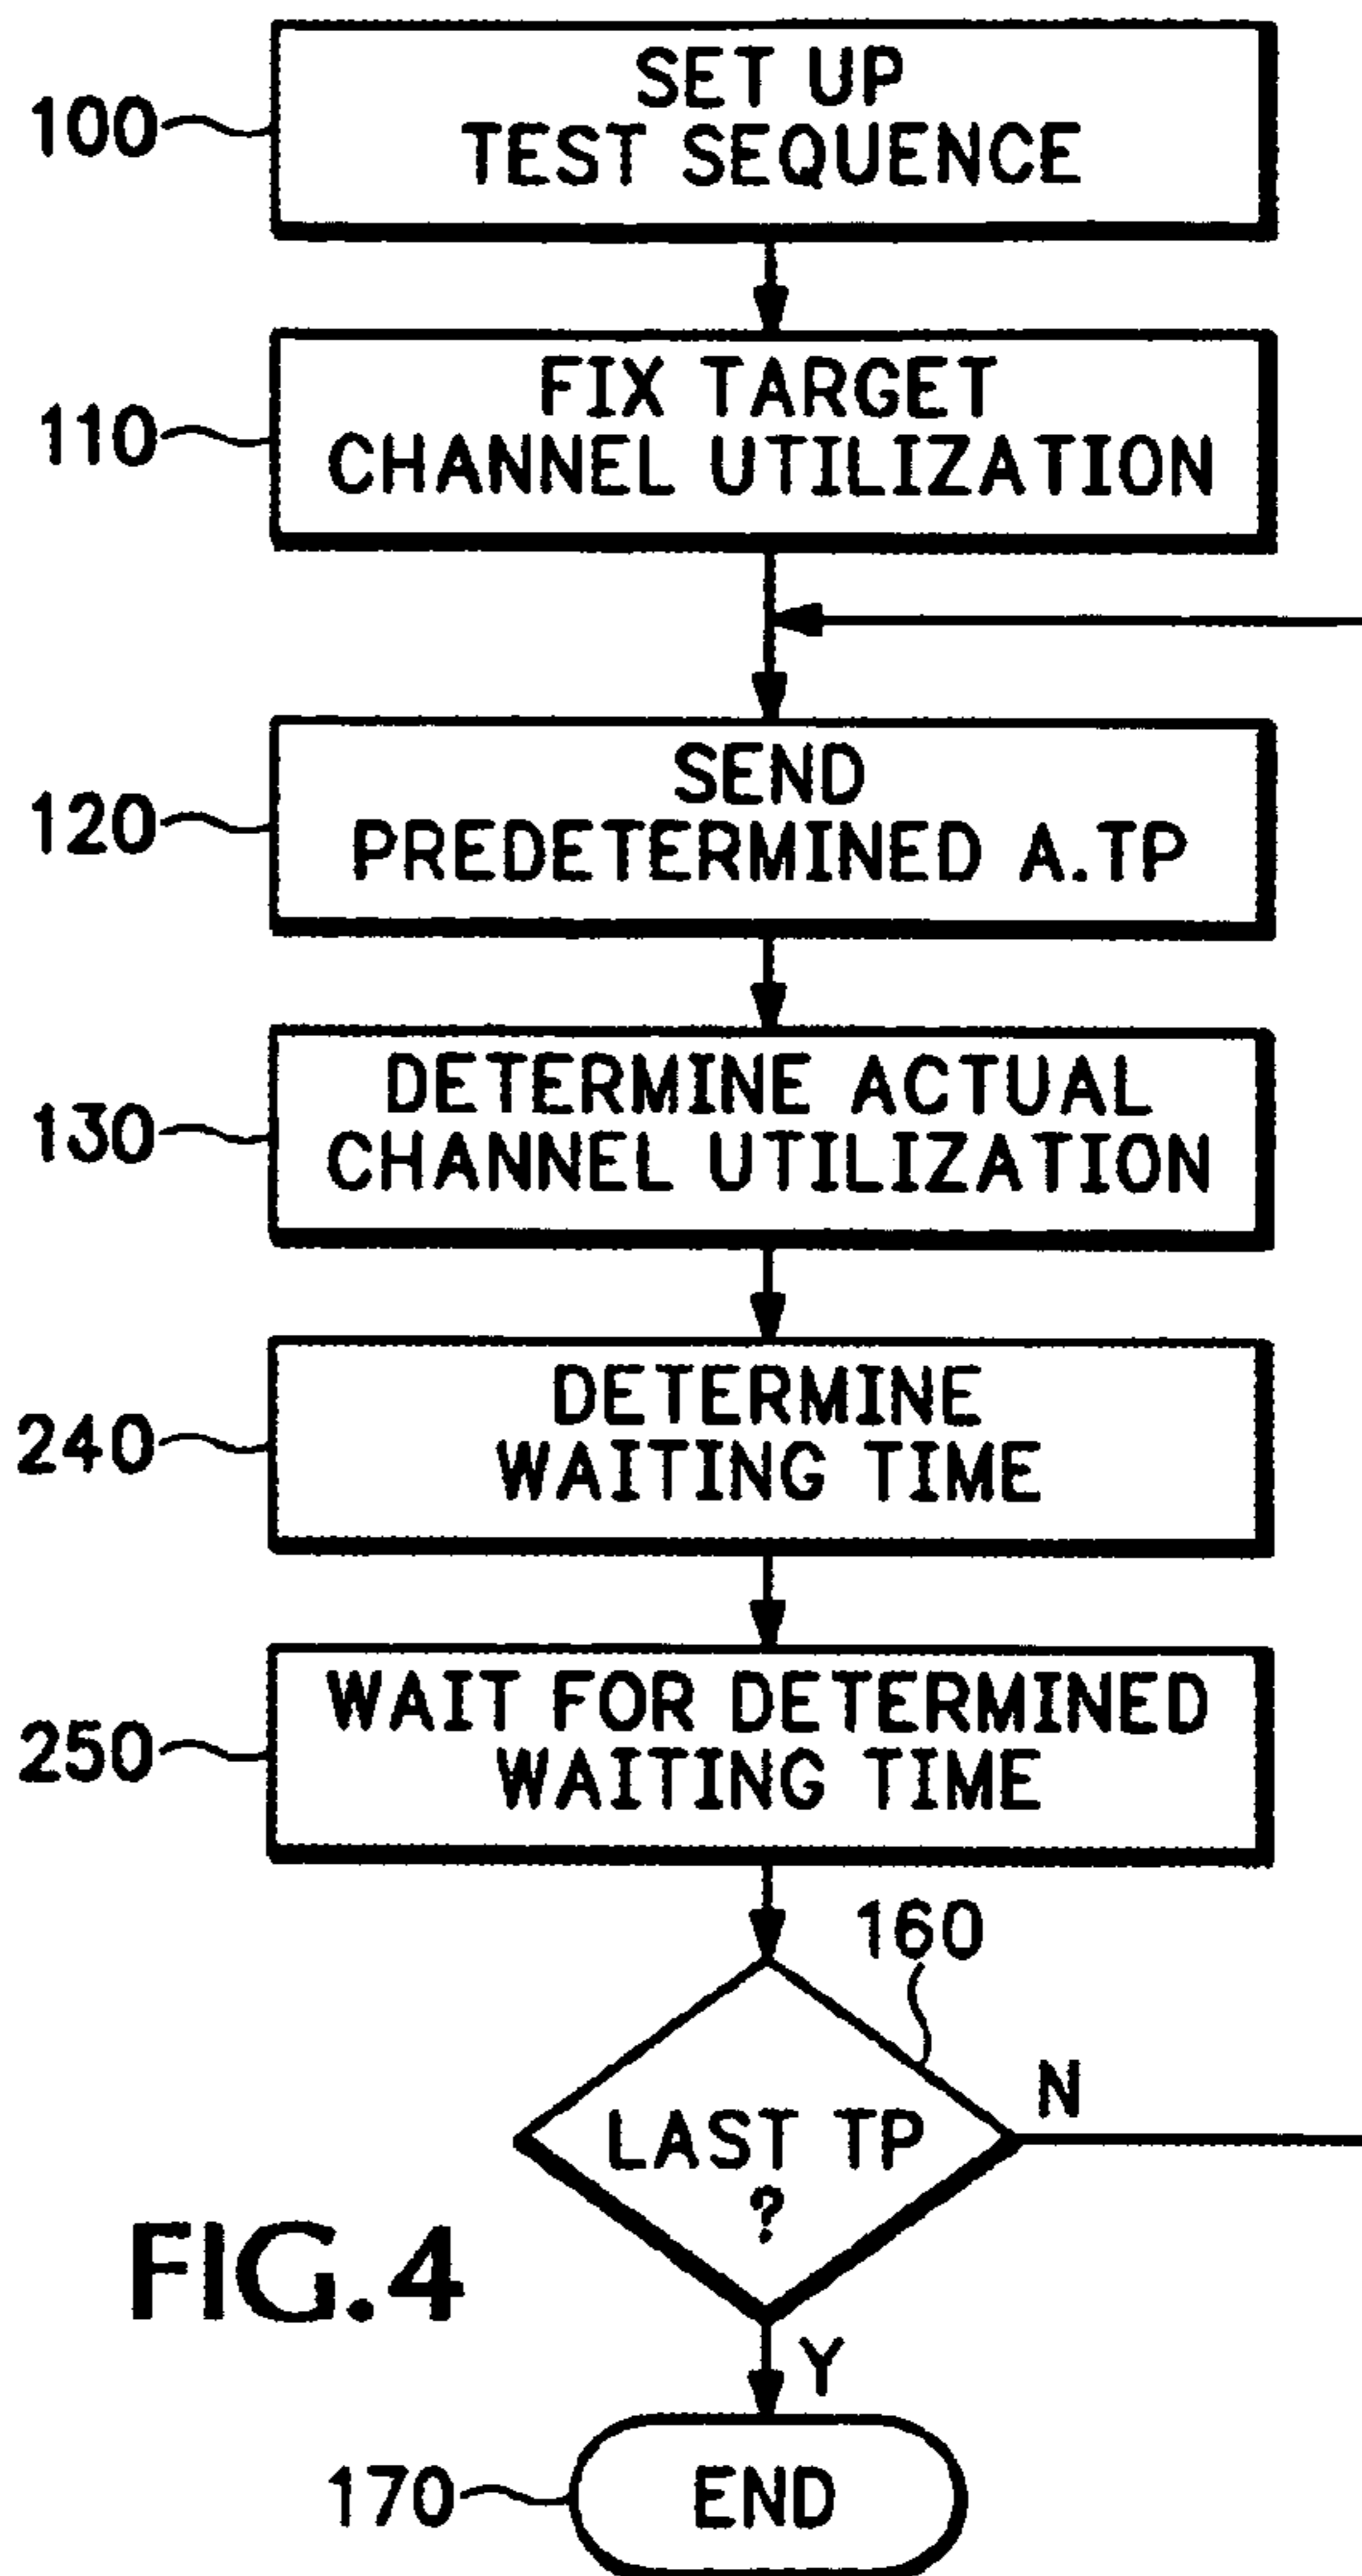 100
SET UP
TEST SEQUENCE
110
FIX TARGET
CHANNEL UTILIZATION
120
SEND
PREDETERMINED A.TP
130
DETERMINE ACTUAL
CHANNEL UTILIZATION
240
DETERMINE
WAITING TIME
250
WAIT FOR DETERMINED
WAITING TIME
160
LAST TP
?
N
Y
FIG.4
170
END